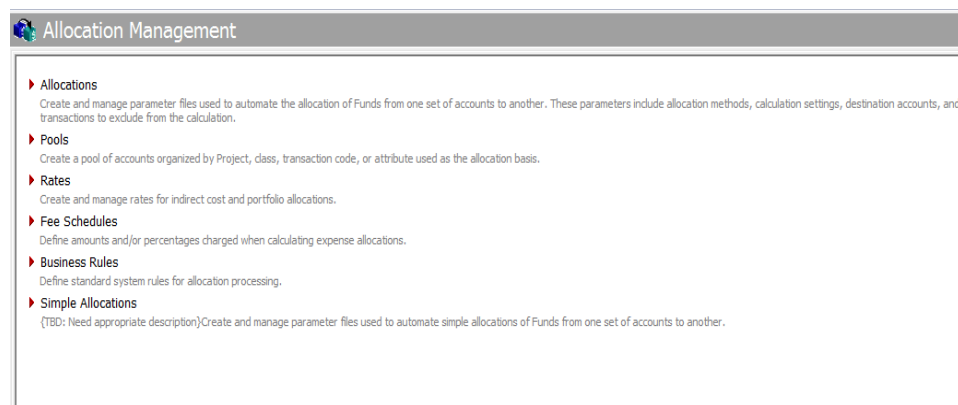 Allocation Management
Allocations
Create and manage parameter files used to automate the allocation of Funds from one set of accounts to another. These parameters include allocation methods, calculation settings, destination accounts, and
transactions to exclude from the calculation.
Pools
Create a pool of accounts organized by Project, class, transaction code, or attribute used as the allocation basis.
Rates
Create and manage rates for indirect cost and portfolio allocations.
Fee Schedules
Define amounts and/or percentages charged when calculating expense allocations.
Business Rules
Define standard system rules for allocation processing.
Simple Allocations
{TBD: Need appropriate description}Create and manage parameter files used to automate simple allocations of Funds from one set of accounts to another.